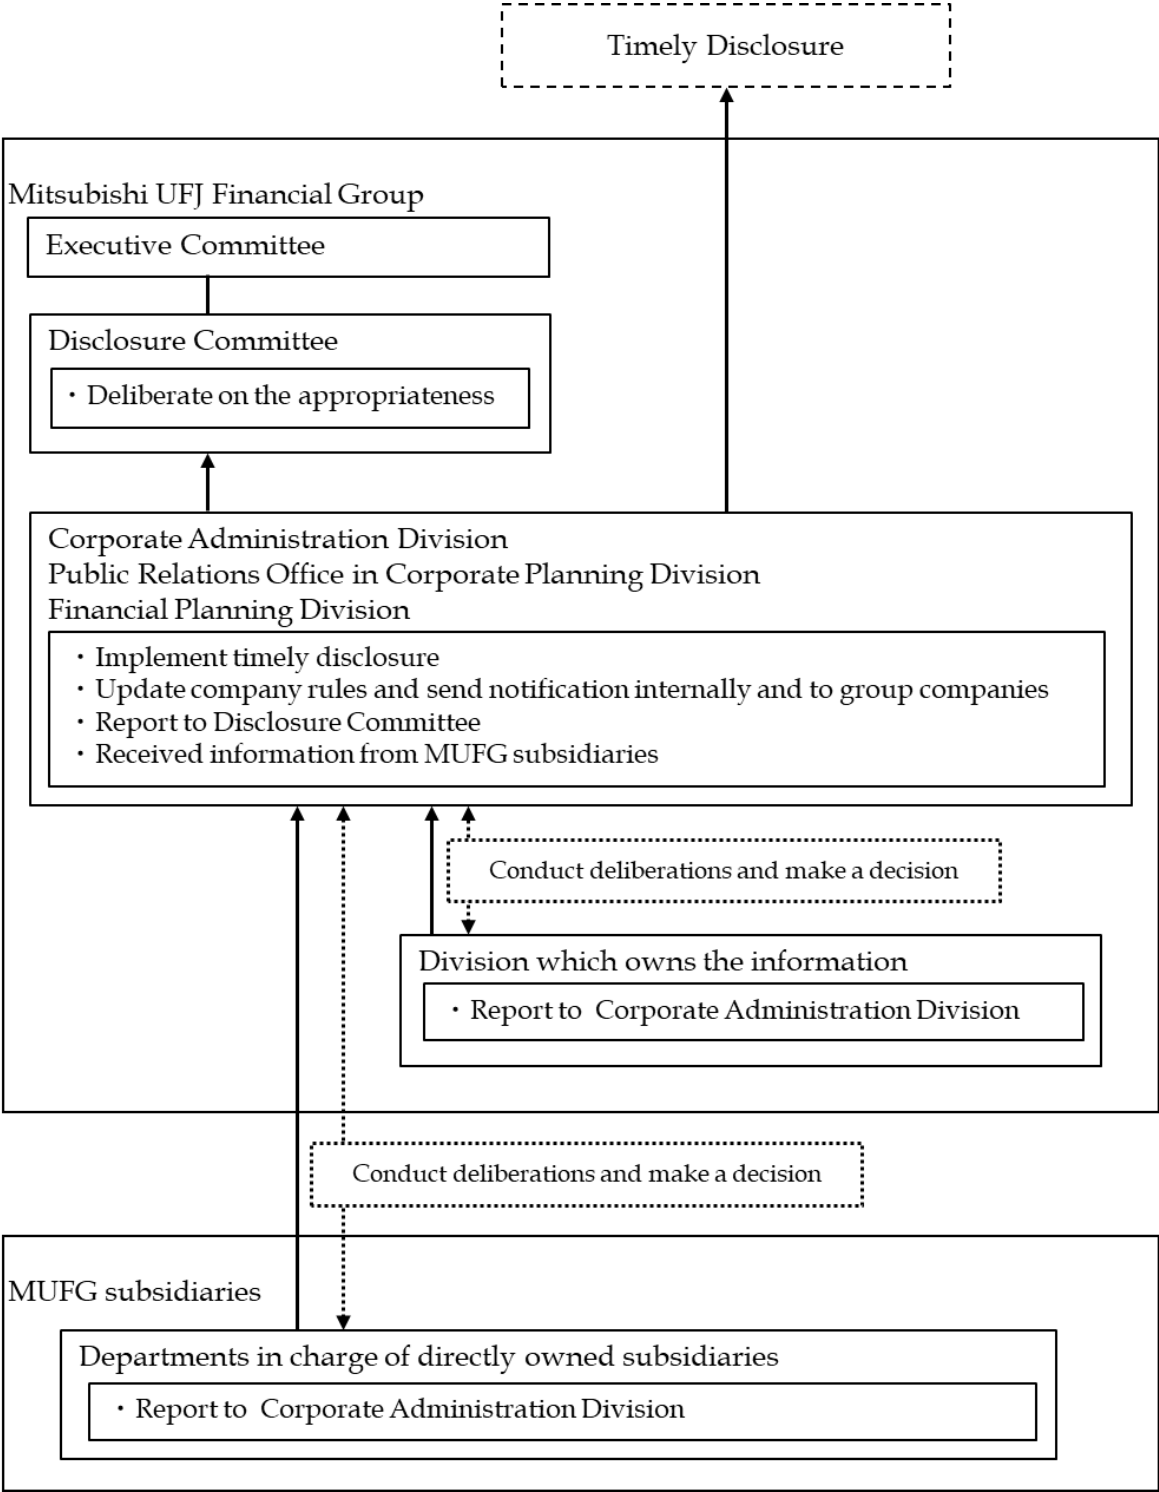 Timely Disclosure
Mitsubishi UFJ Financial Group
Executive Committee
Disclosure Committee
・Deliberate on the appropriateness
Corporate Administration Division
Public Relations Office in Corporate Planning Division
Financial Planning Division
・Implement timely disclosure
・Update company rules and send notification internally and to group companies
・Report to Disclosure Committee
・Received information from MUFG subsidiaries
Conduct deliberations and make a decision
Division which owns the information
・Report to Corporate Administration Division
Conduct deliberations and make a decision
MUFG subsidiaries
Departments in charge of directly owned subsidiaries
・Report to Corporate Administration Division